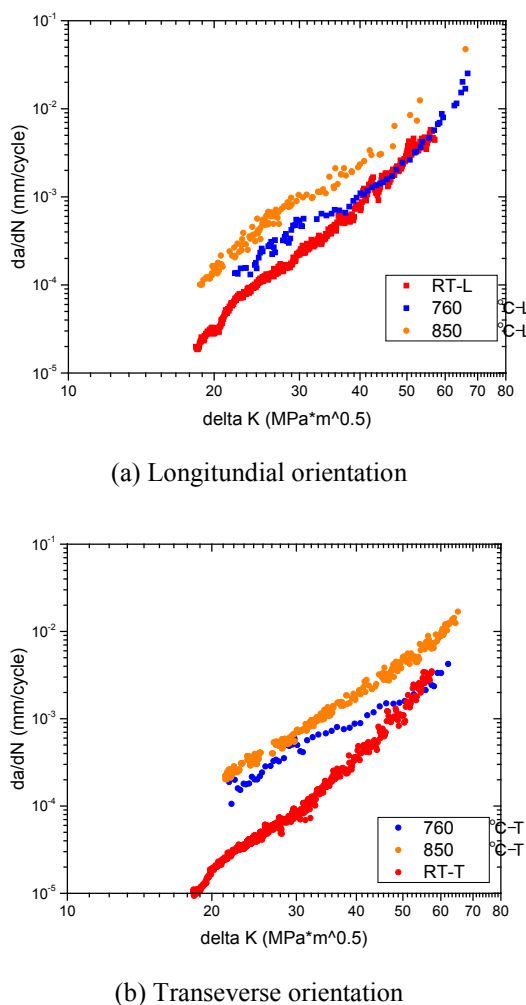 10^-1
10^-2
10^-3
10^-4
10^-5
da/dN (mm/cycle)
RT-L
760 °C-L
850 °C-L
10 20 30 40 50 60 70 80
delta K (MPa*m^0.5)
(a) Longitundial orientation
10^-1
10^-2
10^-3
10^-4
10^-5
da/dN (mm/cycle)
760 °C-T
850 °C-T
RT-T
10 20 30 40 50 60 70 80
delta K (MPa*m^0.5)
(b) Transeverse orientation